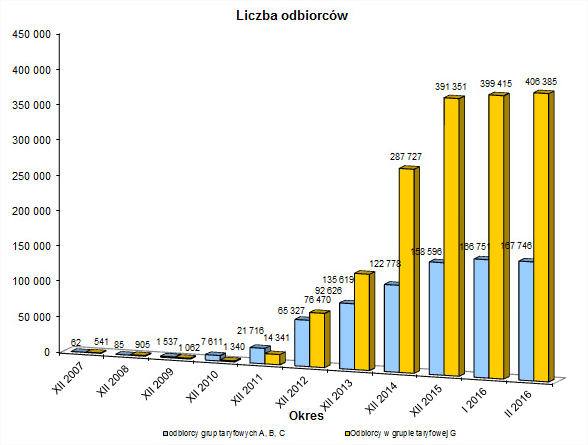 Liczba odbiorców
450 000
400 000
350 000
300 000
250 000
200 000
150 000
100 000
50 000
0
62
541
85
905
1 537
1 062
7 611
1 340
21 716
14 341
65 327
76 470
92 626
135 619
122 778
287 727
158 596
391 351
166 751
399 415
167 746
406 385
XII 2007
XII 2008
XII 2009
XII 2010
XII 2011
XII 2012
XII 2013
XII 2014
XII 2015
I 2016
II 2016
Okres
odbiorcy grup taryfowych A, B, C
Odbiorcy w grupie taryfowej G